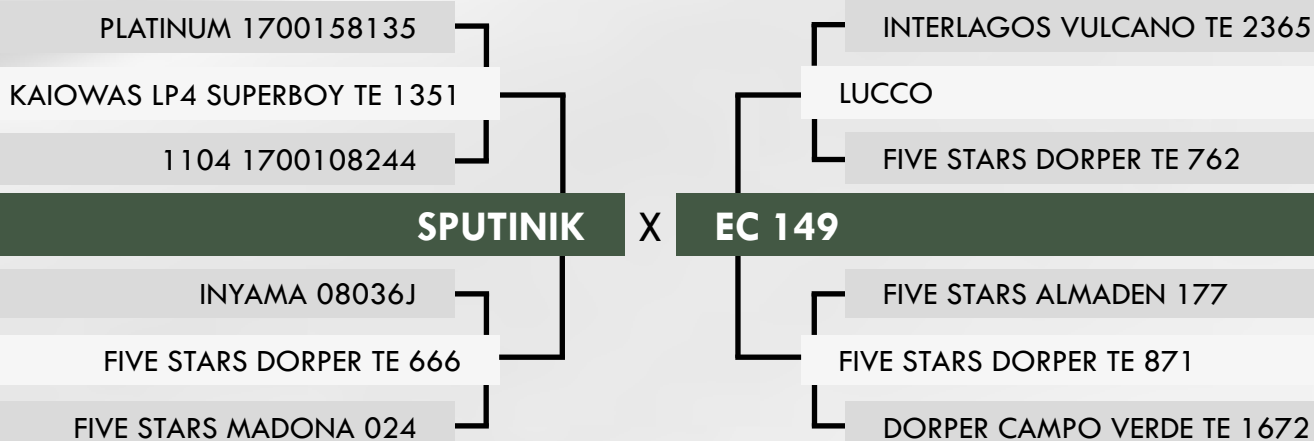 PLATINUM 1700158135
KAIOWAS LP4 SUPERBOY TE 1351
1104 1700108244
SPUTINIK
INYAMA 08036J
FIVE STARS DORPER TE 666
FIVE STARS MADONA 024
X
INTERLAGOS VULCANO TE 2365
LUCCO
FIVE STARS DORPER TE 762
EC 149
FIVE STARS ALMADEN 177
FIVE STARS DORPER TE 871
DORPER CAMPO VERDE TE 1672